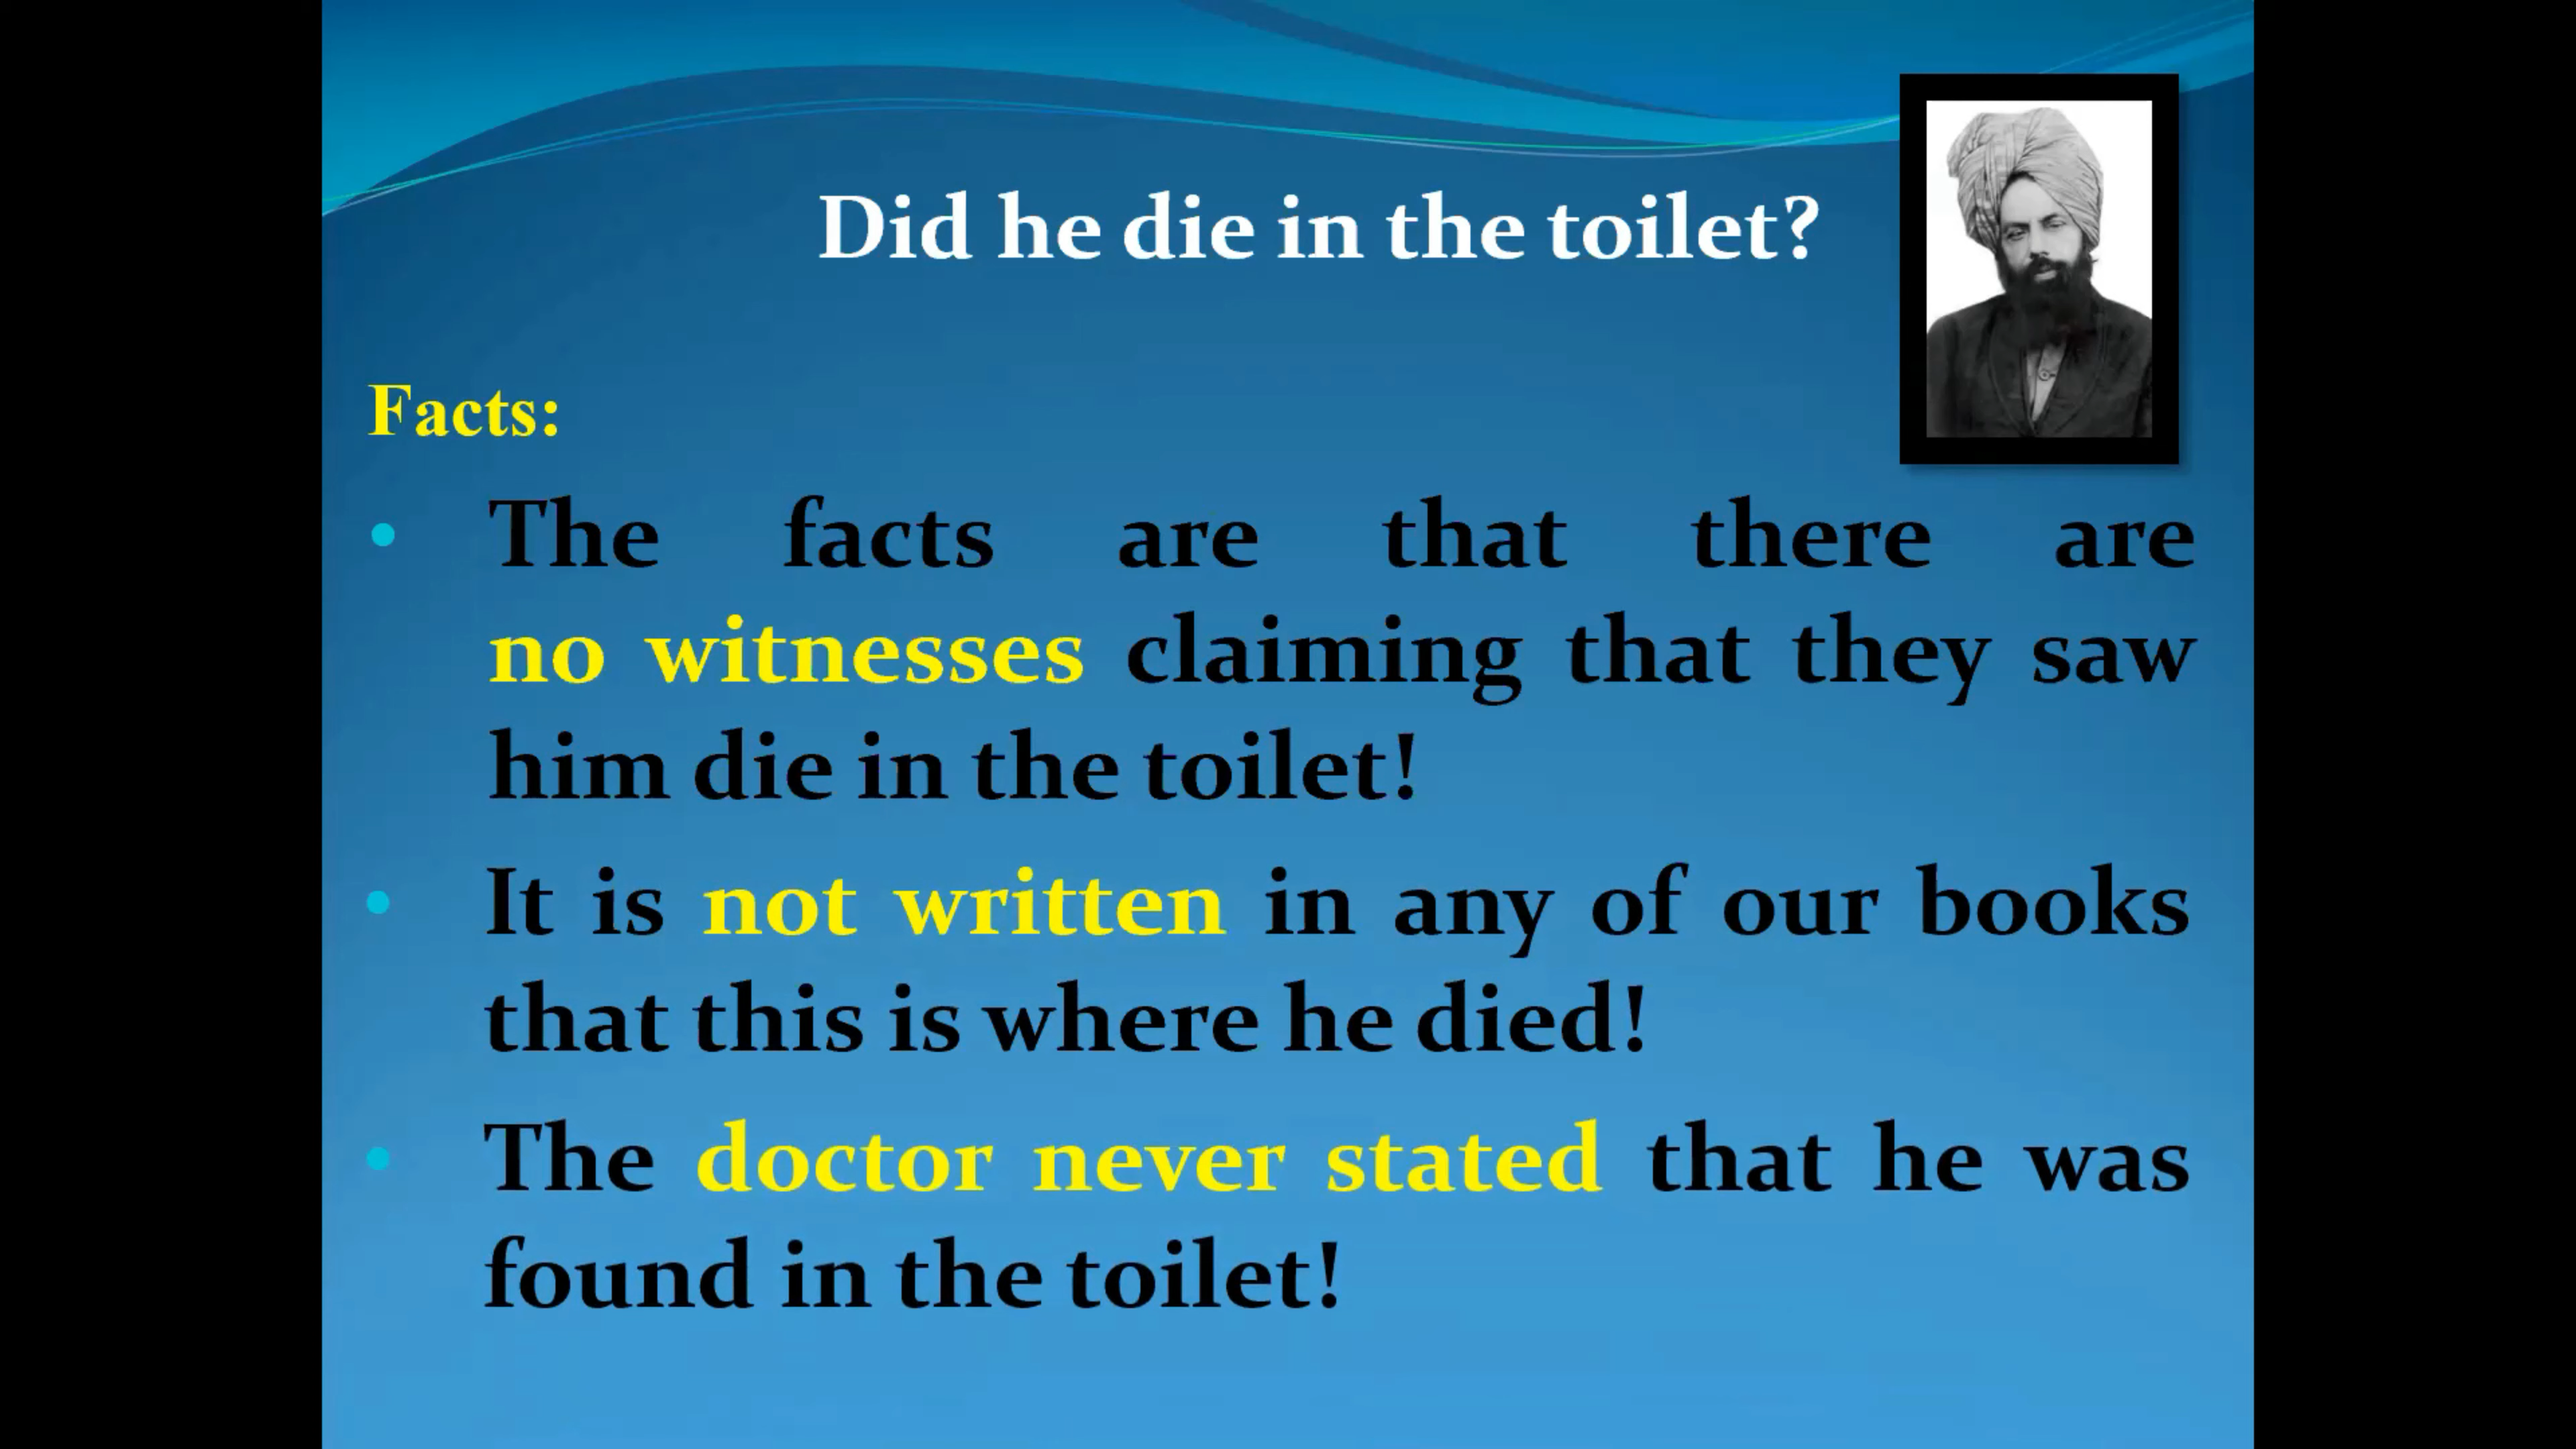 Did he die in the toilet?
Facts:
• The facts are that there are
no witnesses claiming that they saw
him die in the toilet!
• It is not written in any of our books
that this is where he died!
• The doctor never stated that he was
found in the toilet!